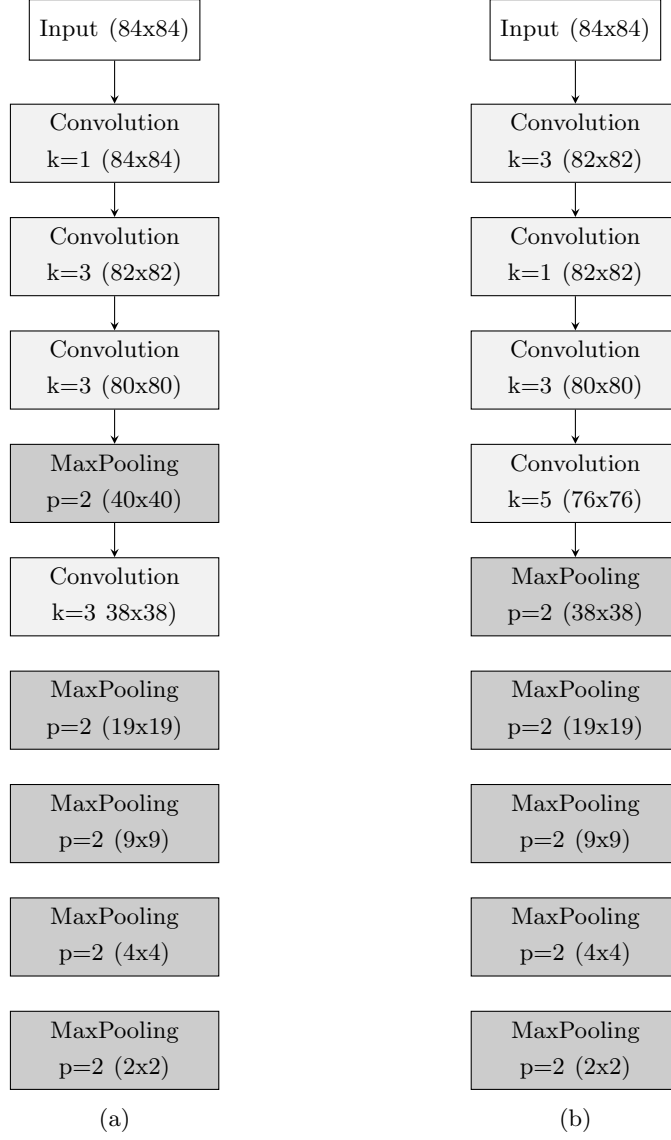 Input (84x84)
Convolution
k=1 (84x84)
Convolution
k=3 (82x82)
Convolution
k=3 (80x80)
MaxPooling
p=2 (40x40)
Convolution
k=3 38x38)
MaxPooling
p=2 (19x19)
MaxPooling
p=2 (9x9)
MaxPooling
p=2 (4x4)
MaxPooling
p=2 (2x2)
(a)
Input (84x84)
Convolution
k=3 (82x82)
Convolution
k=1 (82x82)
Convolution
k=3 (80x80)
Convolution
k=5 (76x76)
MaxPooling
p=2 (38x38)
MaxPooling
p=2 (19x19)
MaxPooling
p=2 (9x9)
MaxPooling
p=2 (4x4)
MaxPooling
p=2 (2x2)
(b)